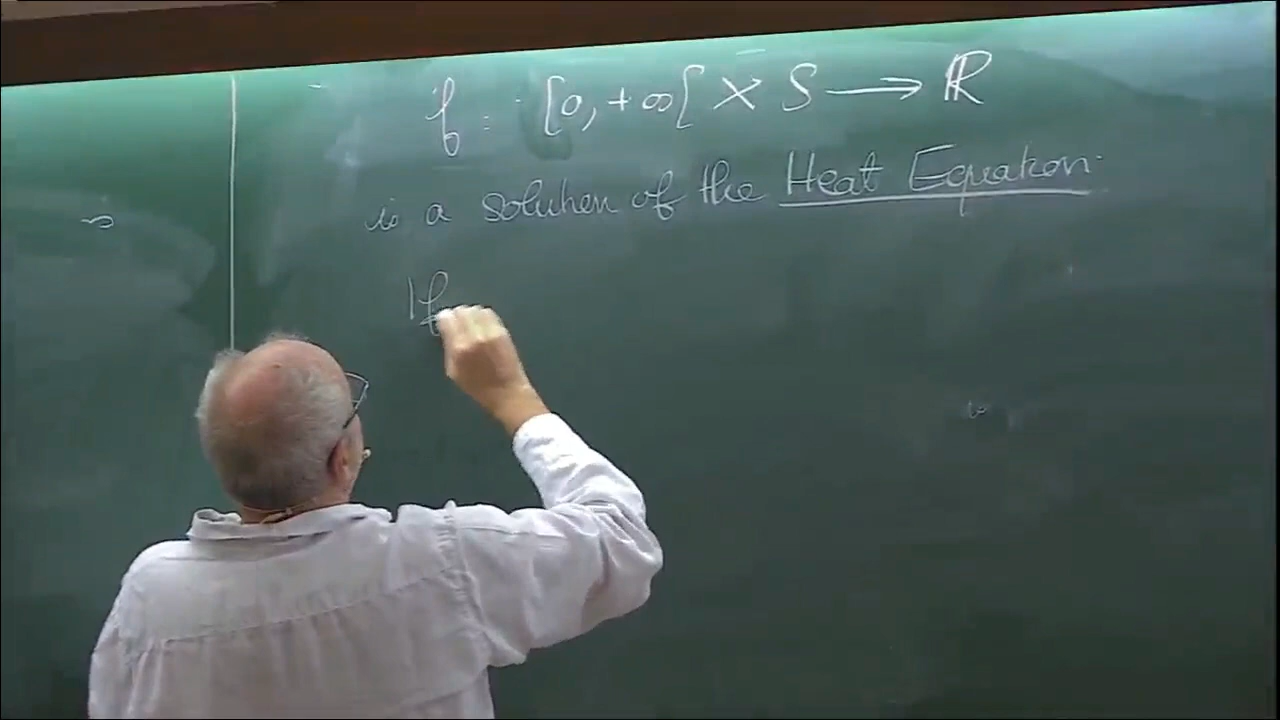 f : [0, +∞[ × S ⟶ ℝ
is a solution of the Heat Equation.
If